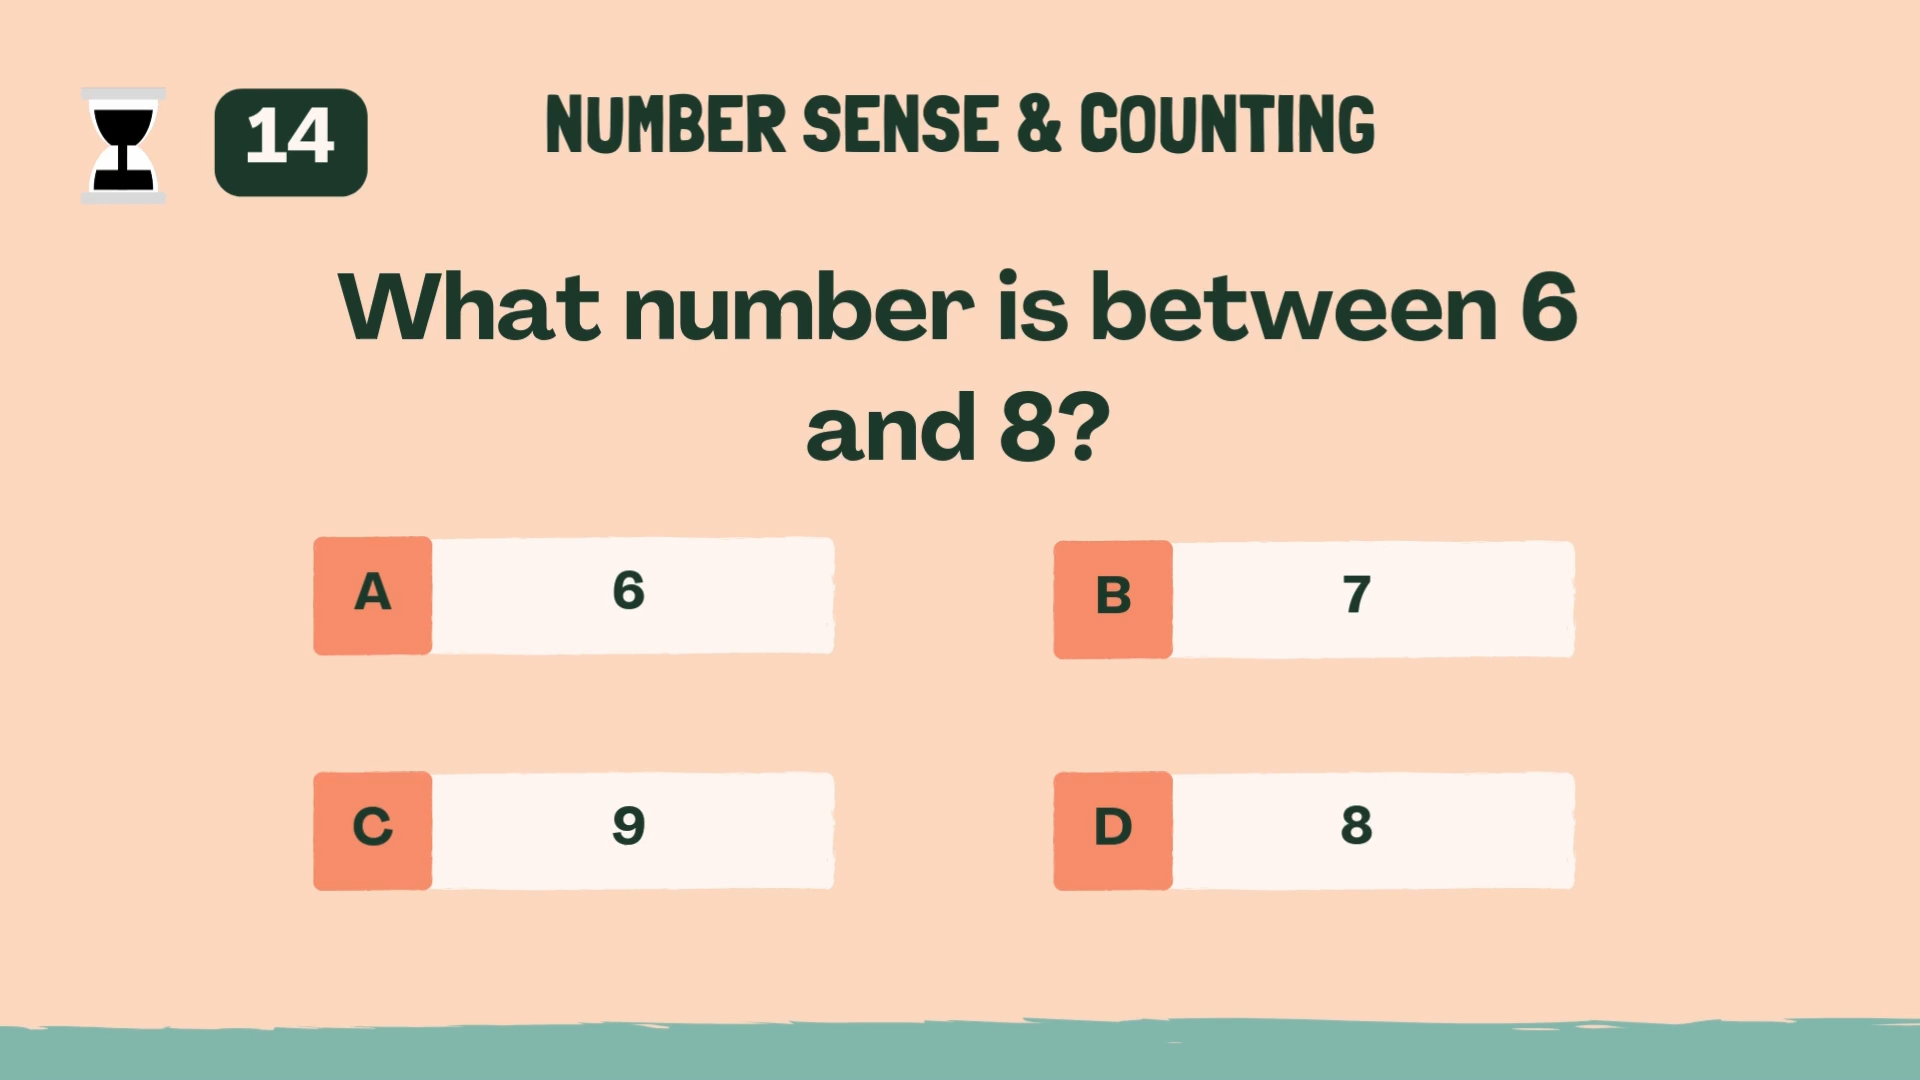 14
NUMBER SENSE & COUNTING
What number is between 6
and 8?
A 6
B 7
C 9
D 8